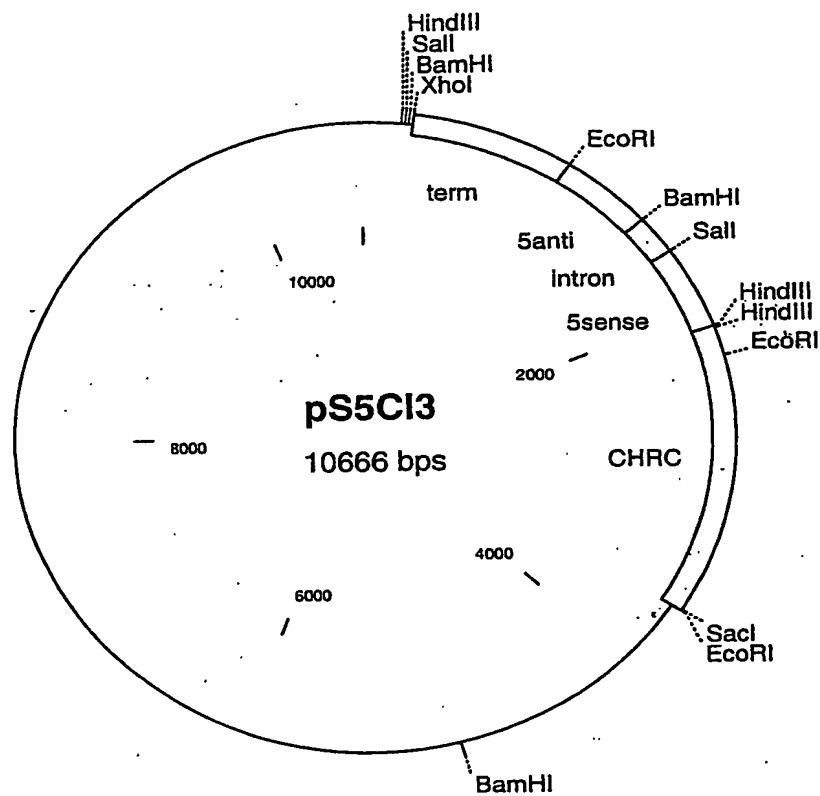 HindIII
SalI
BamHI
XhoI
EcoRI
term
BamHI
5anti
SalI
10000
intron
HindIII
HindIII
5sense
EcoRI
2000
pS5CI3
8000
10666 bps
CHRC
4000
6000
SacI
EcoRI
BamHI